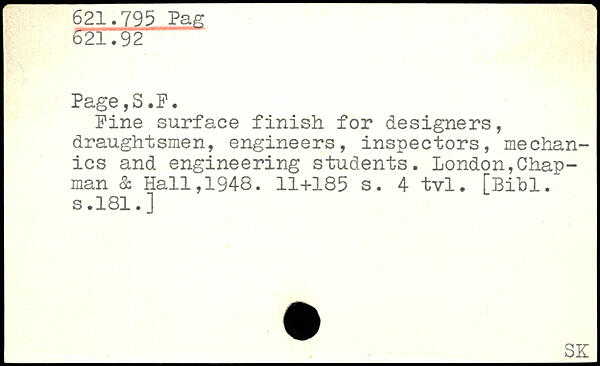 621.795 Pag
621.92
Page,S.F.
Fine surface finish for designers,
draughtsmen, engineers, inspectors, mechan-
ics and engineering students. London,Chap-
man & Hall,1948. 11+185 s. 4 tvl. [Bibl.
s.181.]
SK